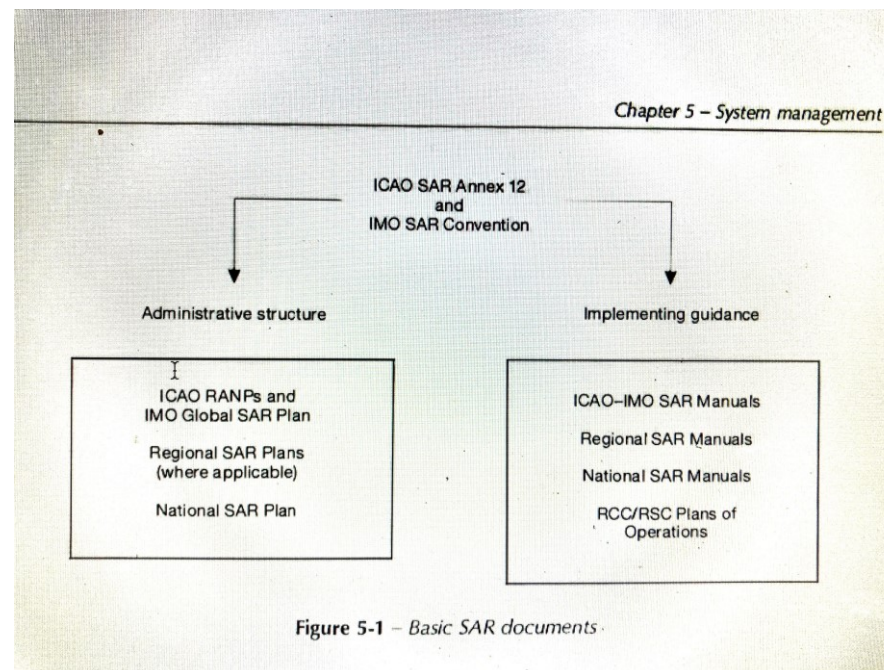 Chapter 5 – System management
ICAO SAR Annex 12
and
IMO SAR Convention
Administrative structure
Implementing guidance
ICAO RANPs and
IMO Global SAR Plan
Regional SAR Plans
(where applicable)
National SAR Plan
ICAO–IMO SAR Manuals
Regional SAR Manuals
National SAR Manuals
RCC/RSC Plans of
Operations
Figure 5-1 – Basic SAR documents